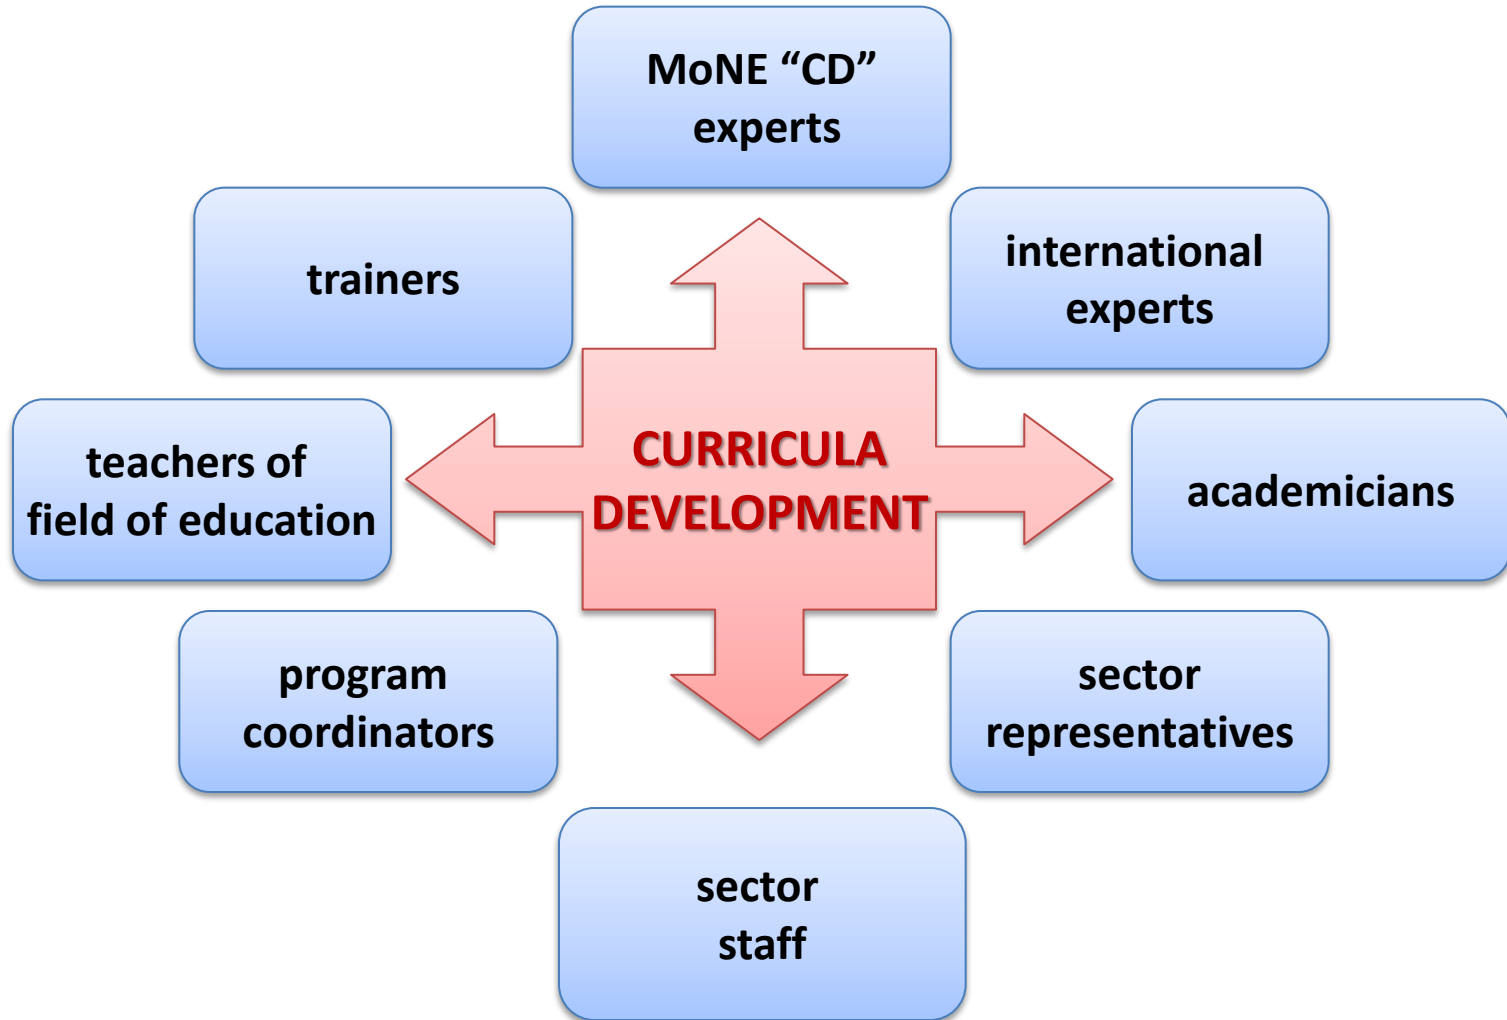 MoNE “CD”
experts
trainers
international
experts
teachers of
field of education
CURRICULA
DEVELOPMENT
academicians
program
coordinators
sector
representatives
sector
staff